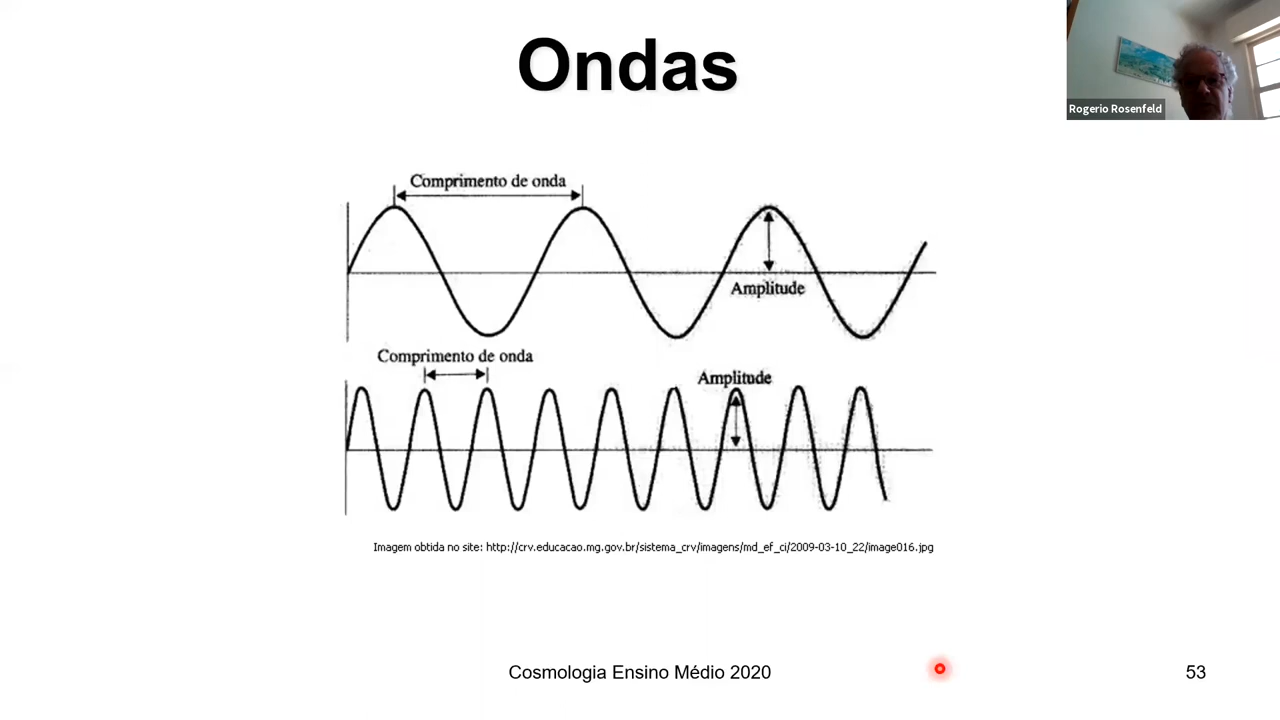 Ondas
Rogerio Rosenfeld
Comprimento de onda
Amplitude
Comprimento de onda
Amplitude
Imagem obtida no site: http://crv.educacao.mg.gov.br/sistema_crv/imagens/md_ef_ci/2009-03-10_22/image016.jpg
Cosmologia Ensino Médio 2020
53